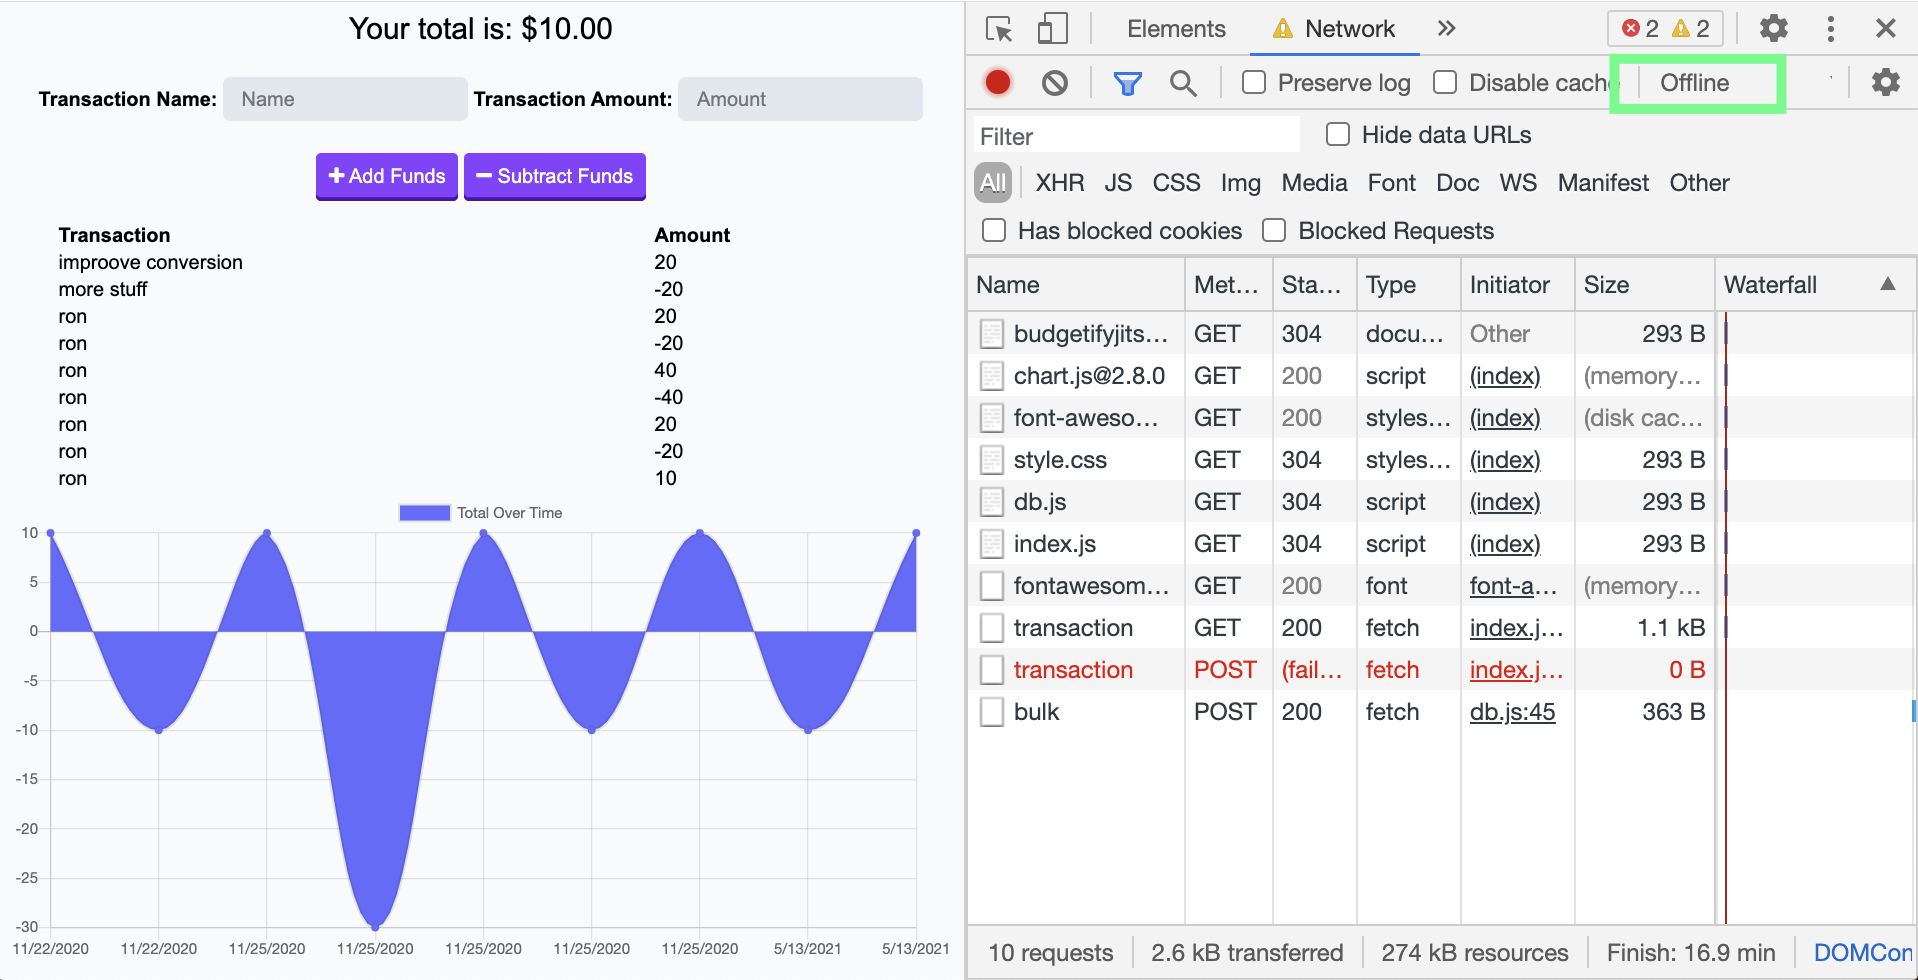 Your total is: $10.00
Transaction Name: Name Transaction Amount: Amount
Add Funds Subtract Funds
Transaction Amount
improove conversion 20
more stuff -20
ron 20
ron -20
ron 40
ron -40
ron 20
ron -20
ron 10
Total Over Time
10
5
0
-5
-10
-15
-20
-25
-30
11/22/2020 11/22/2020 11/25/2020 11/25/2020 11/25/2020 11/25/2020 11/25/2020 5/13/2021 5/13/2021
Elements Network 2 2
Preserve log Disable cache Offline
Filter Hide data URLs
All XHR JS CSS Img Media Font Doc WS Manifest Other
Has blocked cookies Blocked Requests
Name Met... Sta... Type Initiator Size Waterfall
budgetifyjits... GET 304 docu... Other 293 B
chart.js@2.8.0 GET 200 script (index) (memory...
font-aweso... GET 200 styles... (index) (disk cac...
style.css GET 304 styles... (index) 293 B
db.js GET 304 script (index) 293 B
index.js GET 304 script (index) 293 B
fontawesom... GET 200 font font-a... (memory...
transaction GET 200 fetch index.j... 1.1 kB
transaction POST (fail... fetch index.j... 0 B
bulk POST 200 fetch db.js:45 363 B
10 requests 2.6 kB transferred 274 kB resources Finish: 16.9 min DOMCon